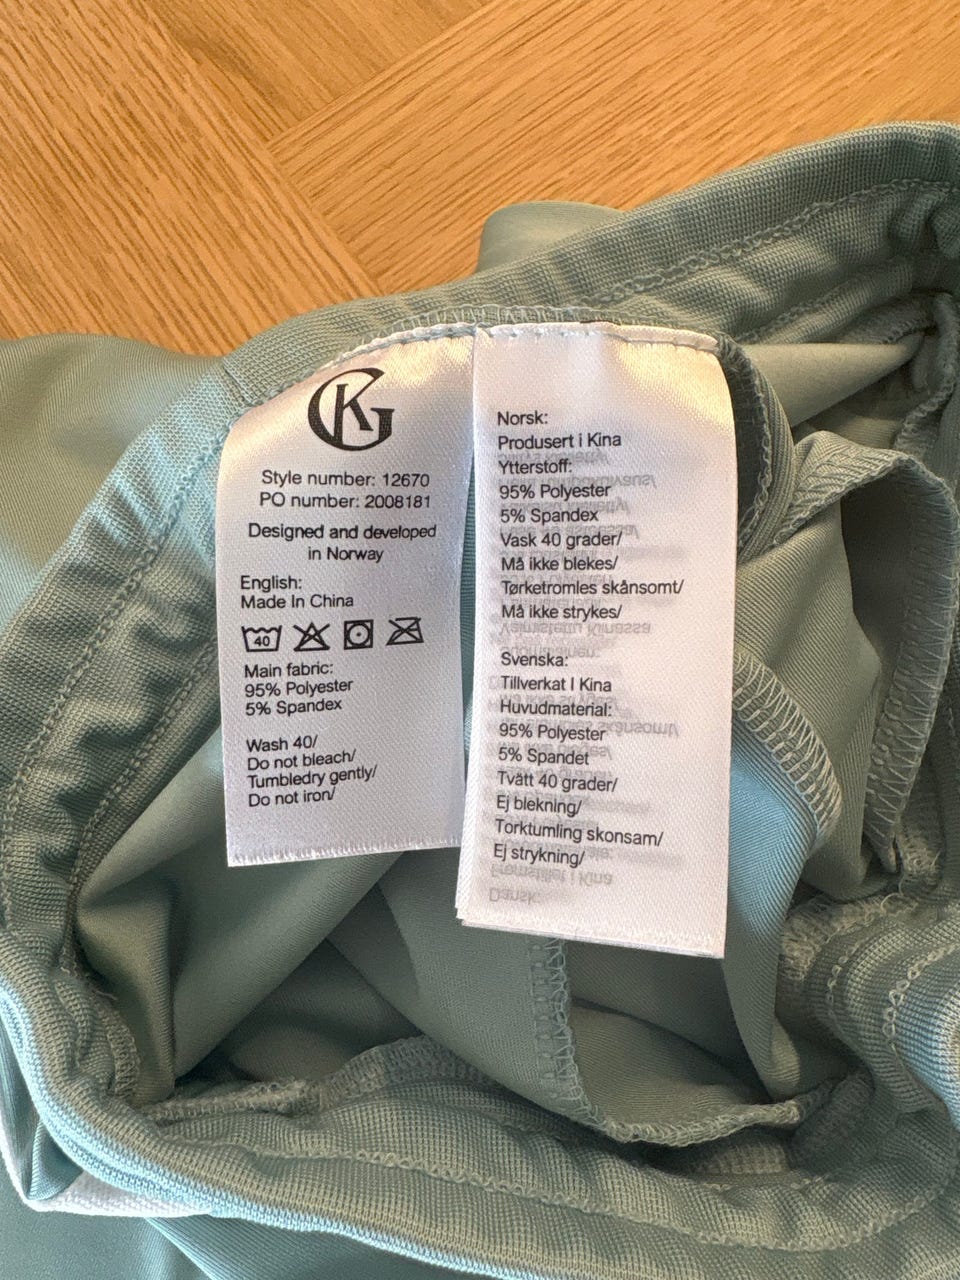 GK
Style number: 12670
PO number: 2008181
Designed and developed
in Norway
English:
Made In China
40
Main fabric:
95% Polyester
5% Spandex
Wash 40/
Do not bleach/
Tumbledry gently/
Do not iron/
Norsk:
Produsert i Kina
Ytterstoff:
95% Polyester
5% Spandex
Vask 40 grader/
Må ikke blekes/
Tørketromles skånsomt/
Må ikke strykes/
Svenska:
Tillverkat I Kina
Huvudmaterial:
95% Polyester
5% Spandet
Tvätt 40 grader/
Ej blekning/
Torktumling skonsam/
Ej strykning/
Fremstillet i Kina
Dansk: